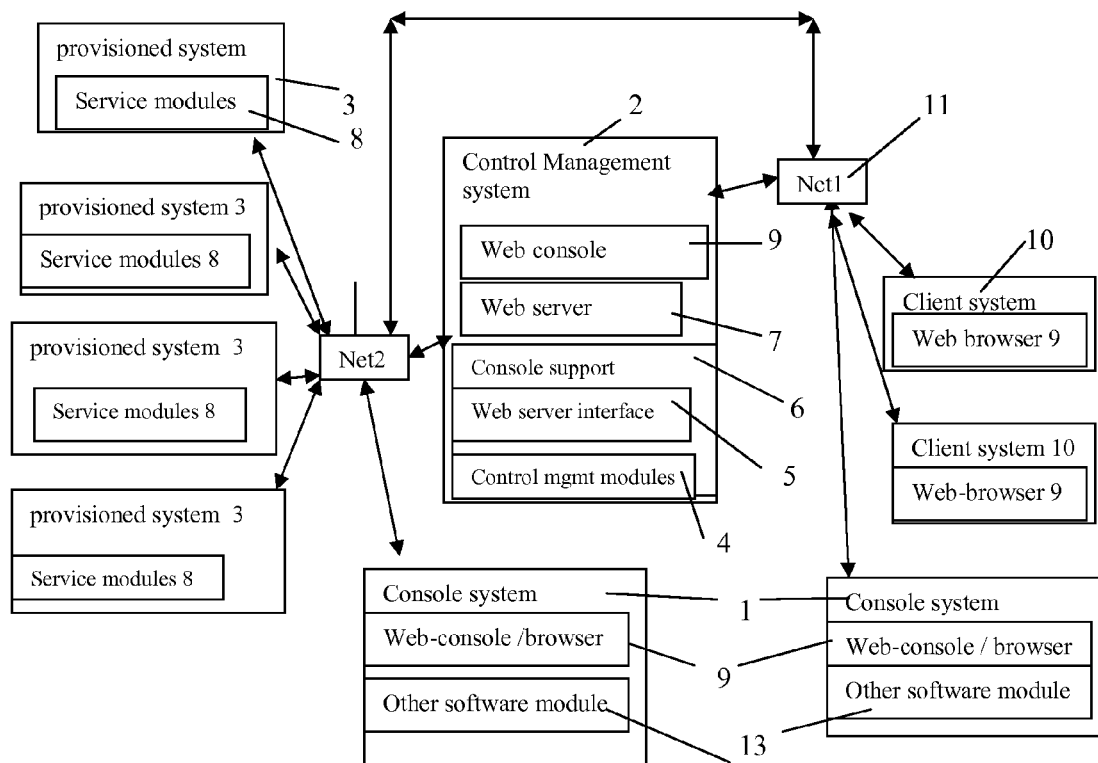 provisioned system
3
Service modules
8
provisioned system 3
Service modules 8
provisioned system 3
Service modules 8
provisioned system 3
Service modules 8
Net2
2
Control Management
system
Web console
9
Web server
7
Console support
6
Web server interface
5
Control mgmt modules
4
11
Net1
10
Client system
Web browser 9
Client system 10
Web-browser 9
Console system
1
Web-console /browser
9
Other software module
13
Console system
Web-console / browser
Other software module